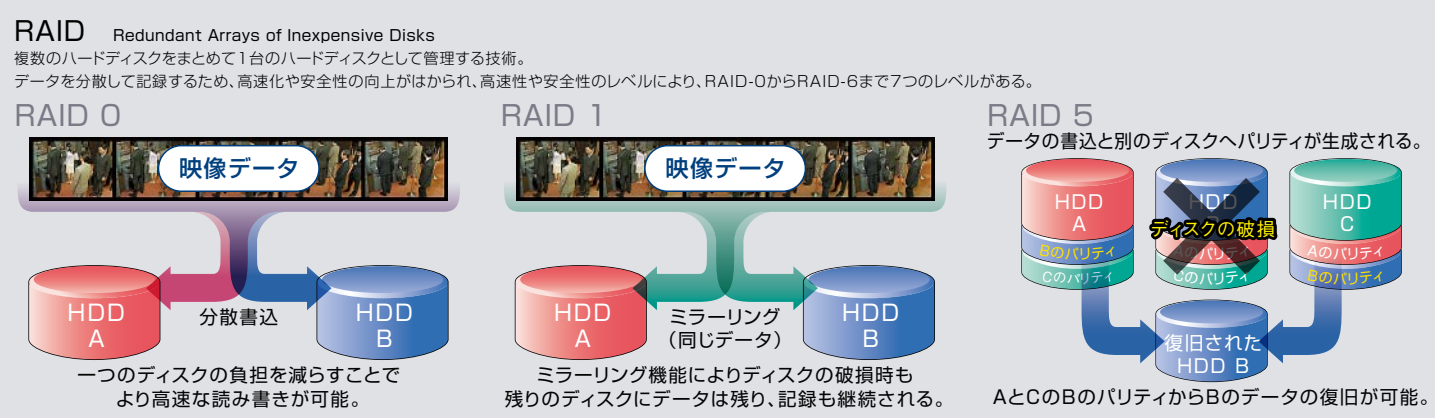 RAID Redundant Arrays of Inexpensive Disks
複数のハードディスクをまとめて1台のハードディスクとして管理する技術。
データを分散して記録するため、高速化や安全性の向上がはかられ、高速性や安全性のレベルにより、RAID-0からRAID-6まで7つのレベルがある。
RAID 0
映像データ
HDD
A
分散書込
HDD
B
一つのディスクの負担を減らすことで
より高速な読み書きが可能。
RAID 1
映像データ
HDD
A
ミラーリング
(同じデータ)
HDD
B
ミラーリング機能によりディスクの破損時も
残りのディスクにデータは残り、記録も継続される。
RAID 5
データの書込と別のディスクへパリティが生成される。
HDD
A
Bのパリティ
Cのパリティ
HDD
ディスクの破損
Aのパリティ
Cのパリティ
HDD
C
Aのパリティ
Bのパリティ
復旧された
HDD B
AとCのBのパリティからBのデータの復旧が可能。